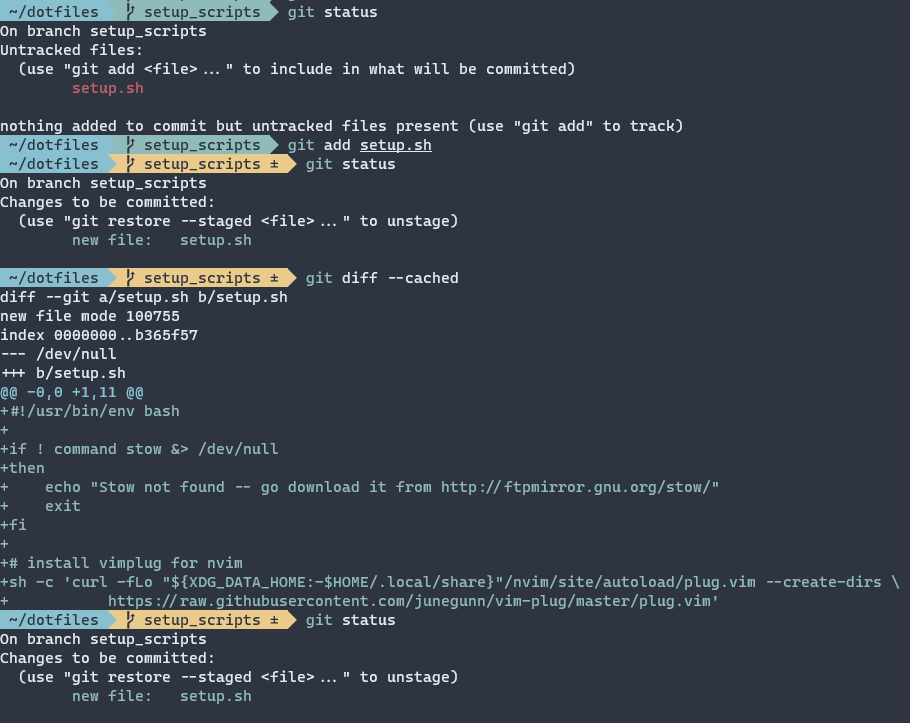 ~/dotfiles setup_scripts git status
On branch setup_scripts
Untracked files:
  (use "git add <file>..." to include in what will be committed)
        setup.sh

nothing added to commit but untracked files present (use "git add" to track)
~/dotfiles setup_scripts git add setup.sh
~/dotfiles setup_scripts ± git status
On branch setup_scripts
Changes to be committed:
  (use "git restore --staged <file>..." to unstage)
        new file:   setup.sh

~/dotfiles setup_scripts ± git diff --cached
diff --git a/setup.sh b/setup.sh
new file mode 100755
index 0000000..b365f57
--- /dev/null
+++ b/setup.sh
@@ -0,0 +1,11 @@
+#!/usr/bin/env bash
+
+if ! command stow &> /dev/null
+then
+    echo "Stow not found -- go download it from http://ftpmirror.gnu.org/stow/"
+    exit
+fi
+
+# install vimplug for nvim
+sh -c 'curl -fLo "${XDG_DATA_HOME:-$HOME/.local/share}"/nvim/site/autoload/plug.vim --create-dirs \
+           https://raw.githubusercontent.com/junegunn/vim-plug/master/plug.vim'
~/dotfiles setup_scripts ± git status
On branch setup_scripts
Changes to be committed:
  (use "git restore --staged <file>..." to unstage)
        new file:   setup.sh